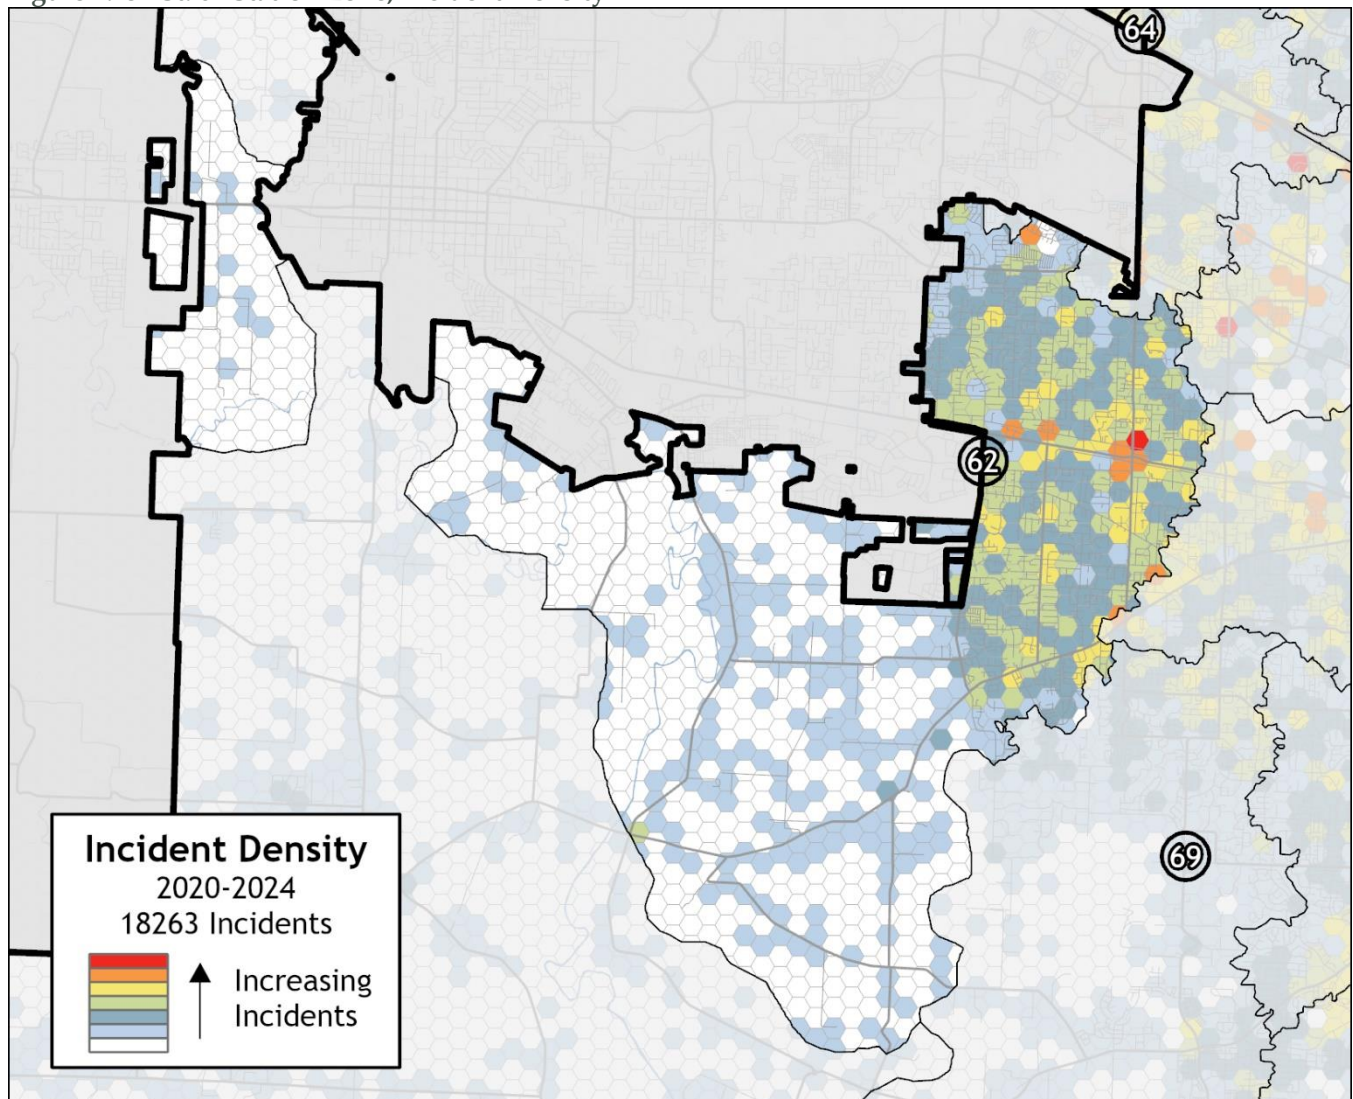 64
62
69
Incident Density
2020-2024
18263 Incidents
Increasing
Incidents